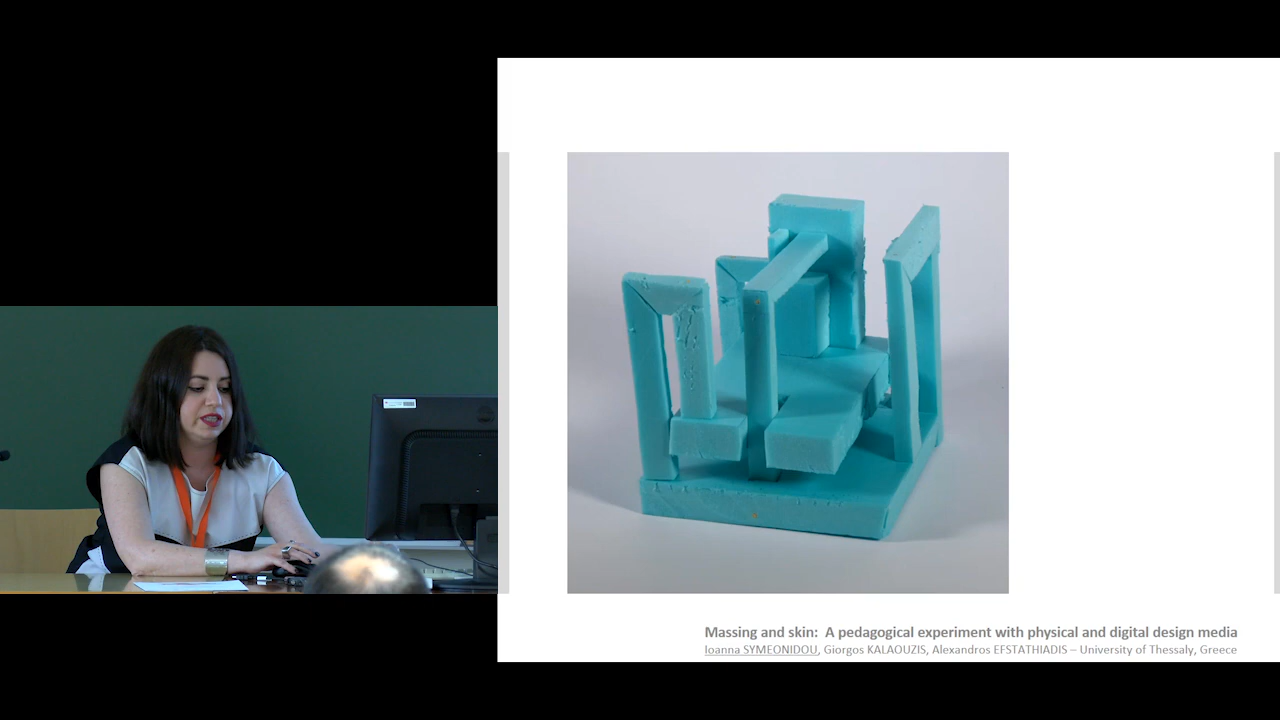 Massing and skin:  A pedagogical experiment with physical and digital design media
Ioanna SYMEONIDOU, Giorgos KALAOUZIS, Alexandros EFSTATHIADIS – University of Thessaly, Greece